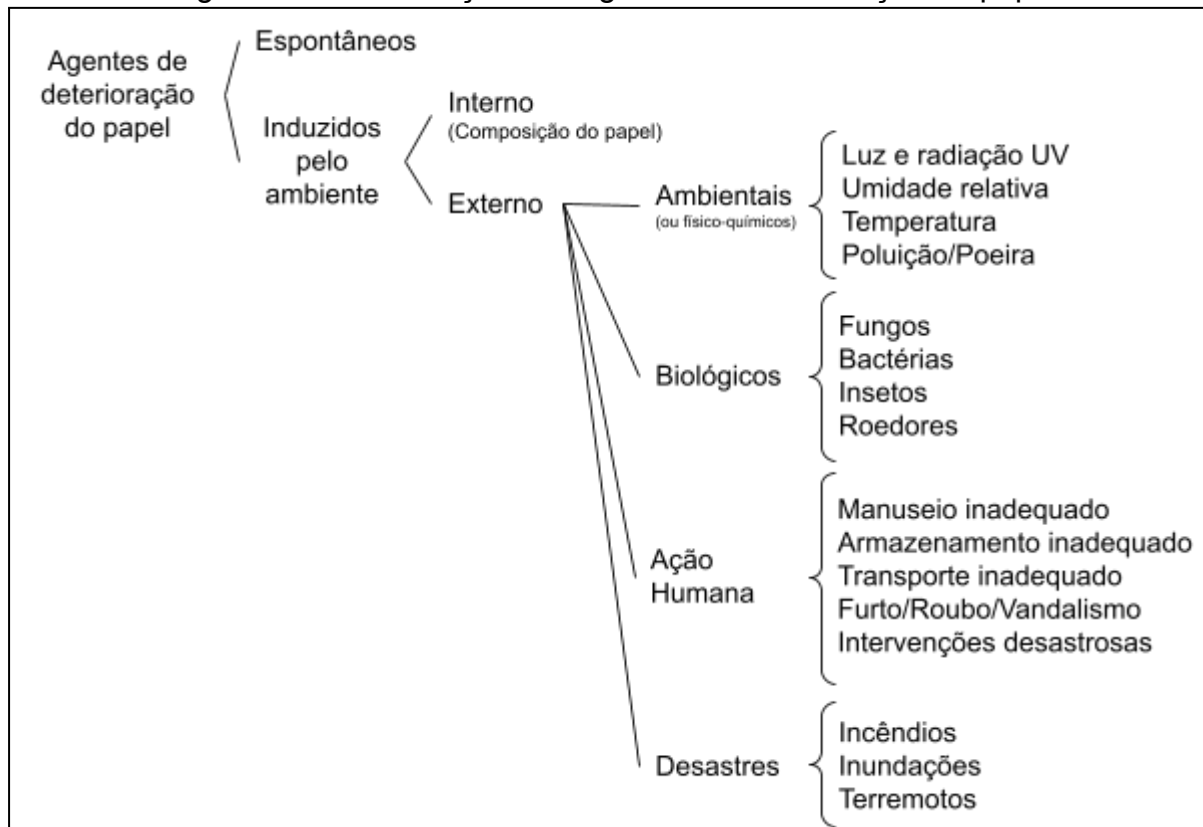 Agentes de
deterioração
do papel
Espontâneos
Induzidos
pelo
ambiente
Interno
(Composição do papel)
Externo
Ambientais
(ou físico-químicos)
Luz e radiação UV
Umidade relativa
Temperatura
Poluição/Poeira
Biológicos
Fungos
Bactérias
Insetos
Roedores
Ação
Humana
Manuseio inadequado
Armazenamento inadequado
Transporte inadequado
Furto/Roubo/Vandalismo
Intervenções desastrosas
Desastres
Incêndios
Inundações
Terremotos